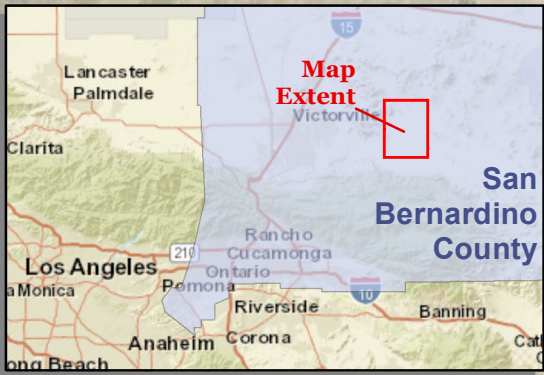 15
Lancaster
Palmdale
Map
Extent
Victorville
Clarita
San
Bernardino
County
Rancho
Cucamonga
210
Los Angeles
Ontario
a Monica
Pomona
10
Riverside
Banning
Anaheim
Corona
Cat
ong Beach